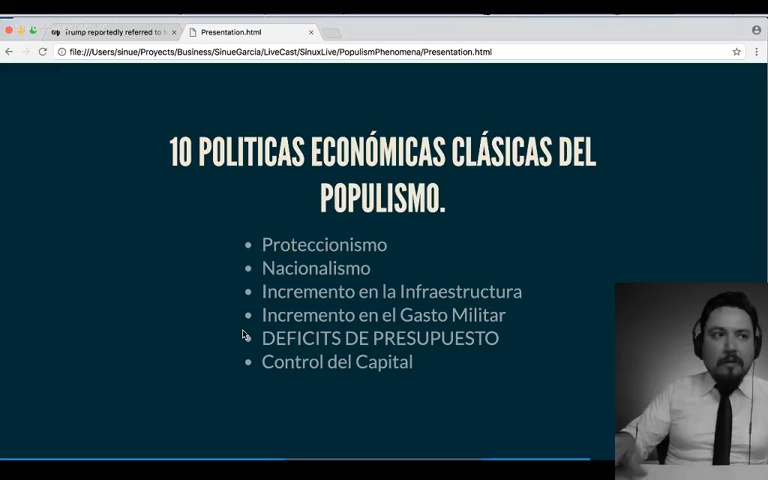 Trump reportedly referred to
Presentation.html
file:///Users/sinue/Proyects/Business/SinueGarcia/LiveCast/SinuxLive/PopulismPhenomena/Presentation.html
10 POLITICAS ECONÓMICAS CLÁSICAS DEL
POPULISMO.
Proteccionismo
Nacionalismo
Incremento en la Infraestructura
Incremento en el Gasto Militar
DEFICITS DE PRESUPUESTO
Control del Capital